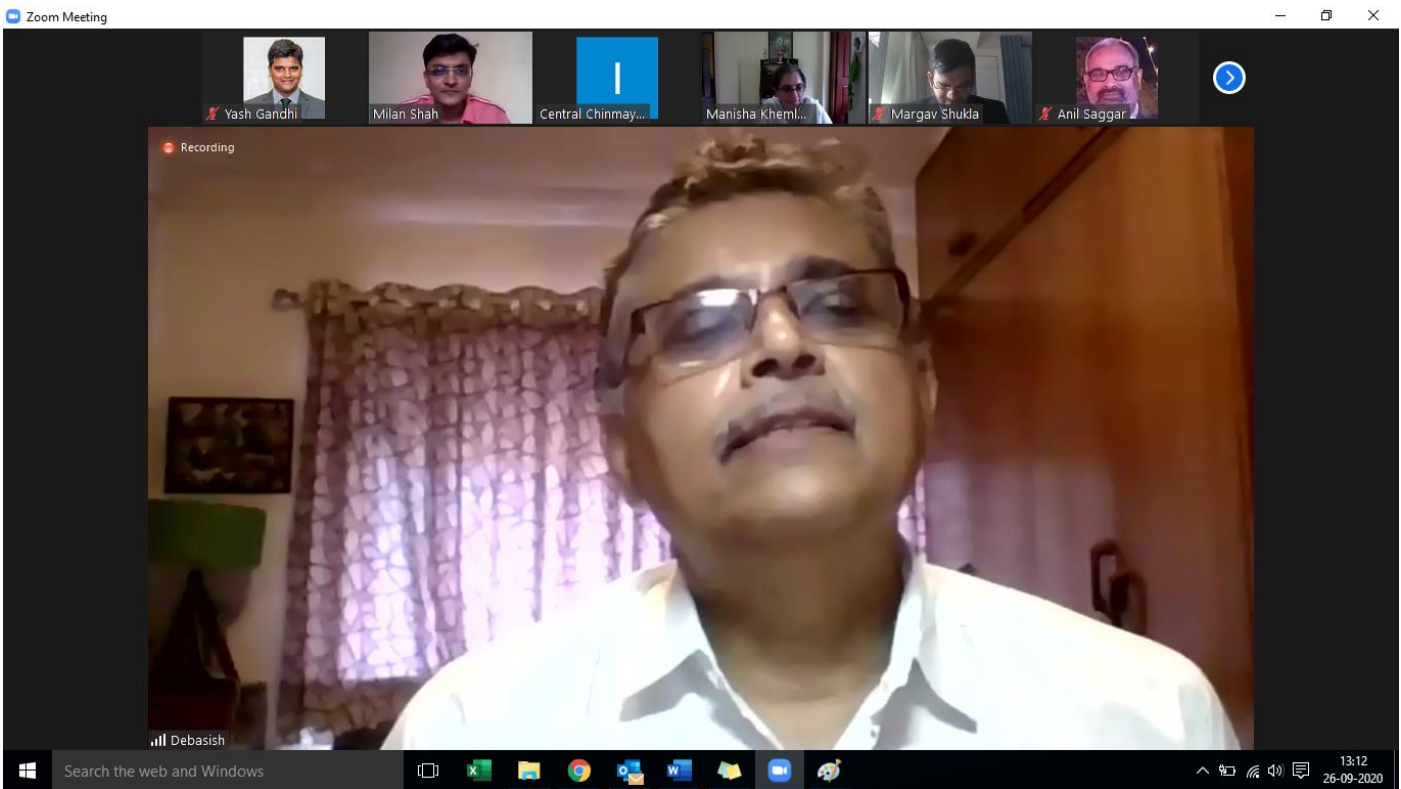 Zoom Meeting
Yash Gandhi
Milan Shah
I
Central Chinmay...
Manisha Kheml...
Margav Shukla
Anil Saggar
Recording
Debasish
Search the web and Windows
13:12
26-09-2020